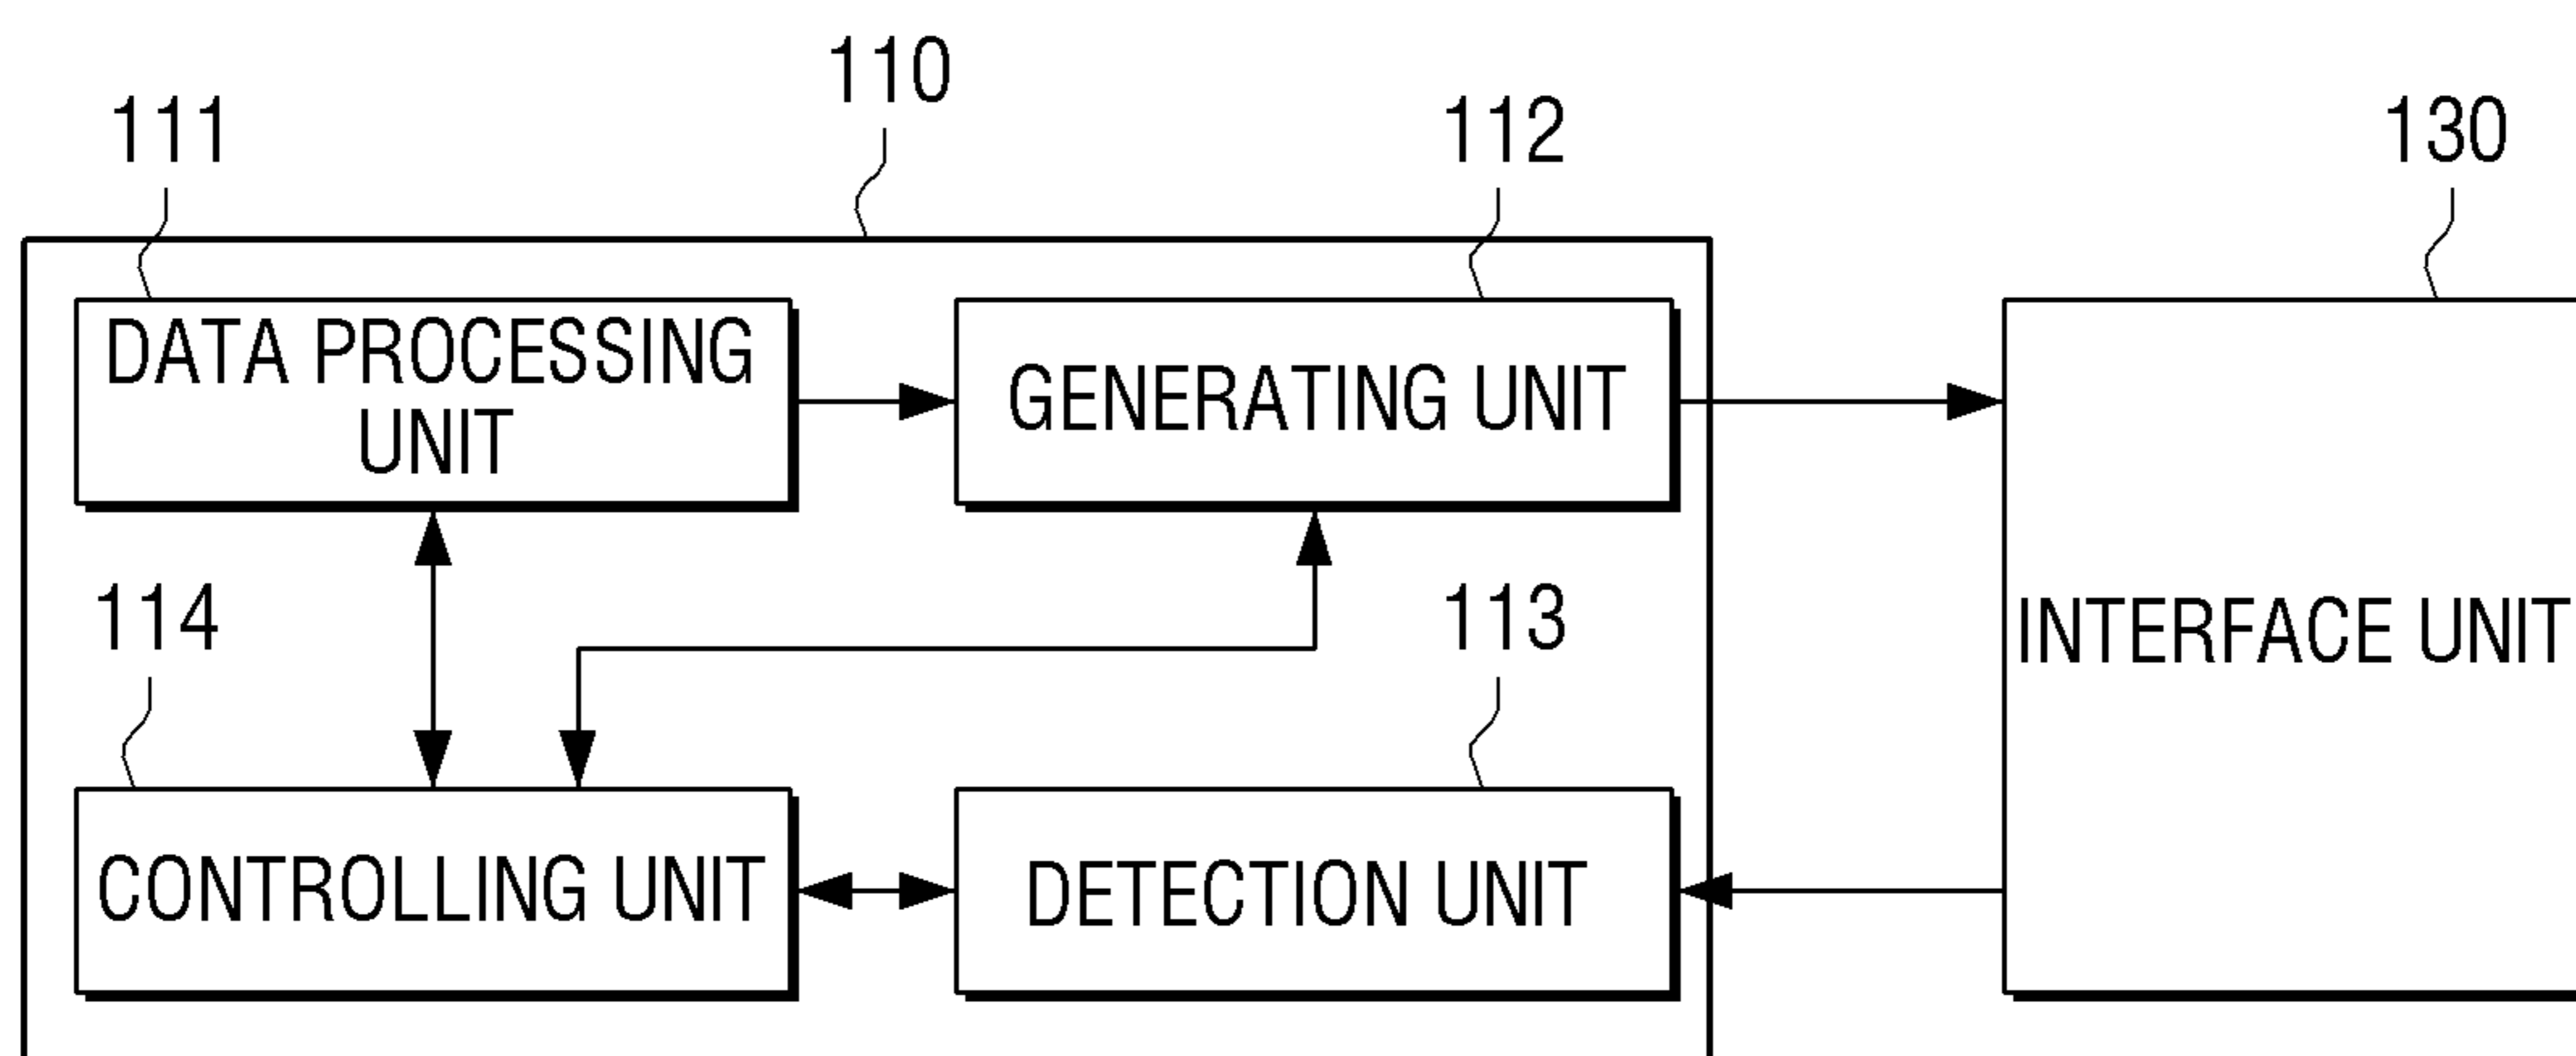 110
111
112
130
DATA PROCESSING
UNIT
GENERATING UNIT
114
113
INTERFACE UNIT
CONTROLLING UNIT
DETECTION UNIT